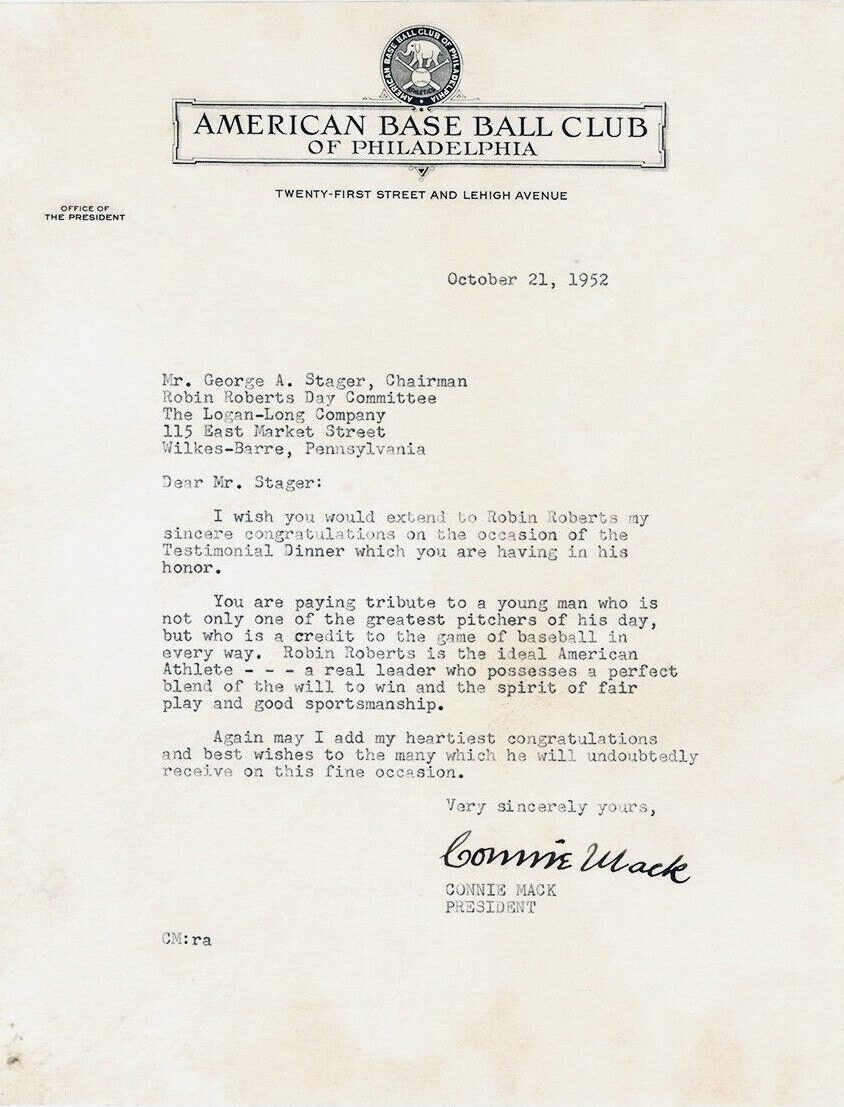 AMERICAN BASE BALL CLUB OF PHILADELPHIA
ATHLETICS
AMERICAN BASE BALL CLUB
OF PHILADELPHIA
TWENTY-FIRST STREET AND LEHIGH AVENUE
OFFICE OF
THE PRESIDENT
October 21, 1952
Mr. George A. Stager, Chairman
Robin Roberts Day Committee
The Logan-Long Company
115 East Market Street
Wilkes-Barre, Pennsylvania
Dear Mr. Stager:
I wish you would extend to Robin Roberts my
sincere congratulations on the occasion of the
Testimonial Dinner which you are having in his
honor.
You are paying tribute to a young man who is
not only one of the greatest pitchers of his day,
but who is a credit to the game of baseball in
every way. Robin Roberts is the ideal American
Athlete - - - a real leader who possesses a perfect
blend of the will to win and the spirit of fair
play and good sportsmanship.
Again may I add my heartiest congratulations
and best wishes to the many which he will undoubtedly
receive on this fine occasion.
Very sincerely yours,
Connie Mack
CONNIE MACK
PRESIDENT
CM:ra